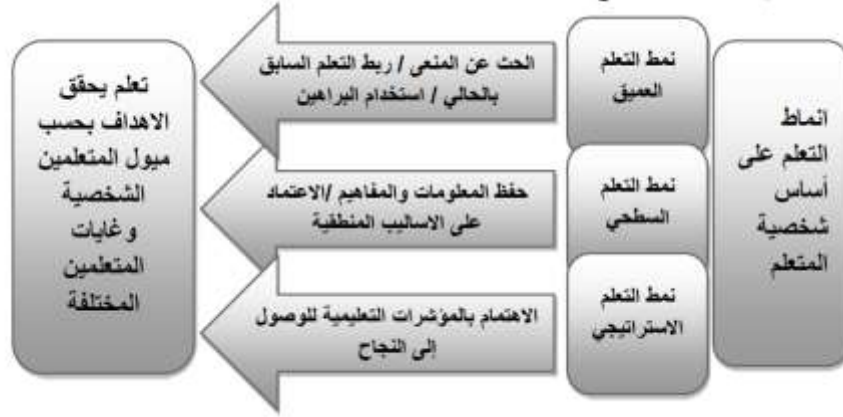 انماط
التعلم على
أساس
شخصية
المتعلم
نمط التعلم
العميق
الحث عن المنعى / ربط التعلم السابق
بالحالي / استخدام البراهين
نمط التعلم
السطحي
حفظ المعلومات والمفاهيم /الاعتماد
على الاساليب المنطقية
نمط التعلم
الاستراتيجي
الاهتمام بالمؤشرات التعليمية للوصول
إلى النجاح
تعلم يحقق
الاهداف بحسب
ميول المتعلمين
الشخصية
وغايات
المتعلمين
المختلفة